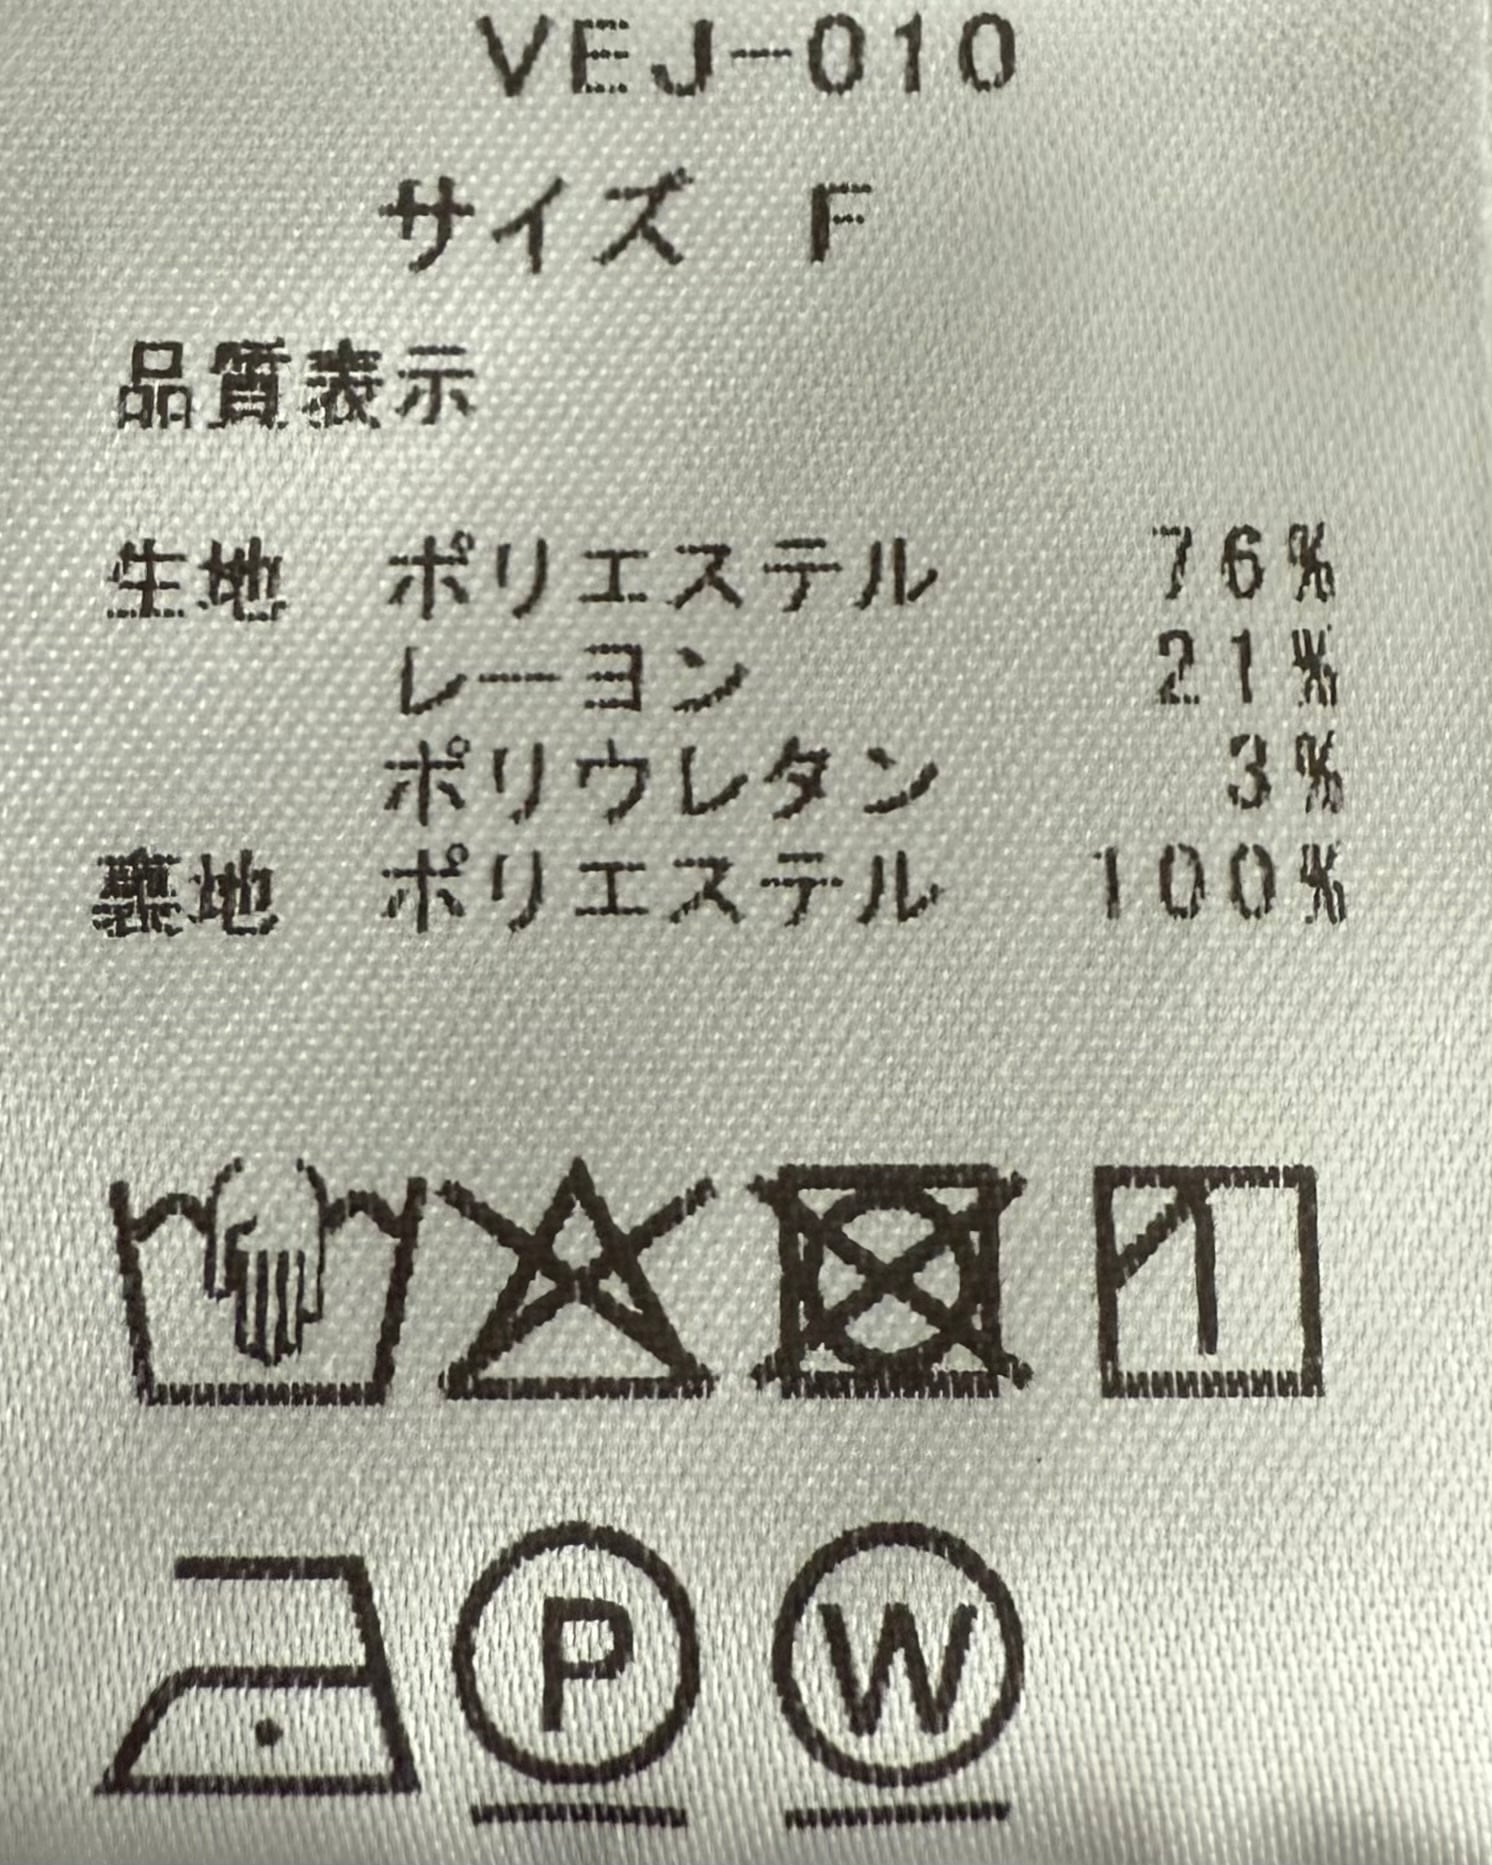 VEJ-010
サイズ F
品質表示
生地 ポリエステル 76%
レーヨン 21%
ポリウレタン 3%
裏地 ポリエステル 100%
P W